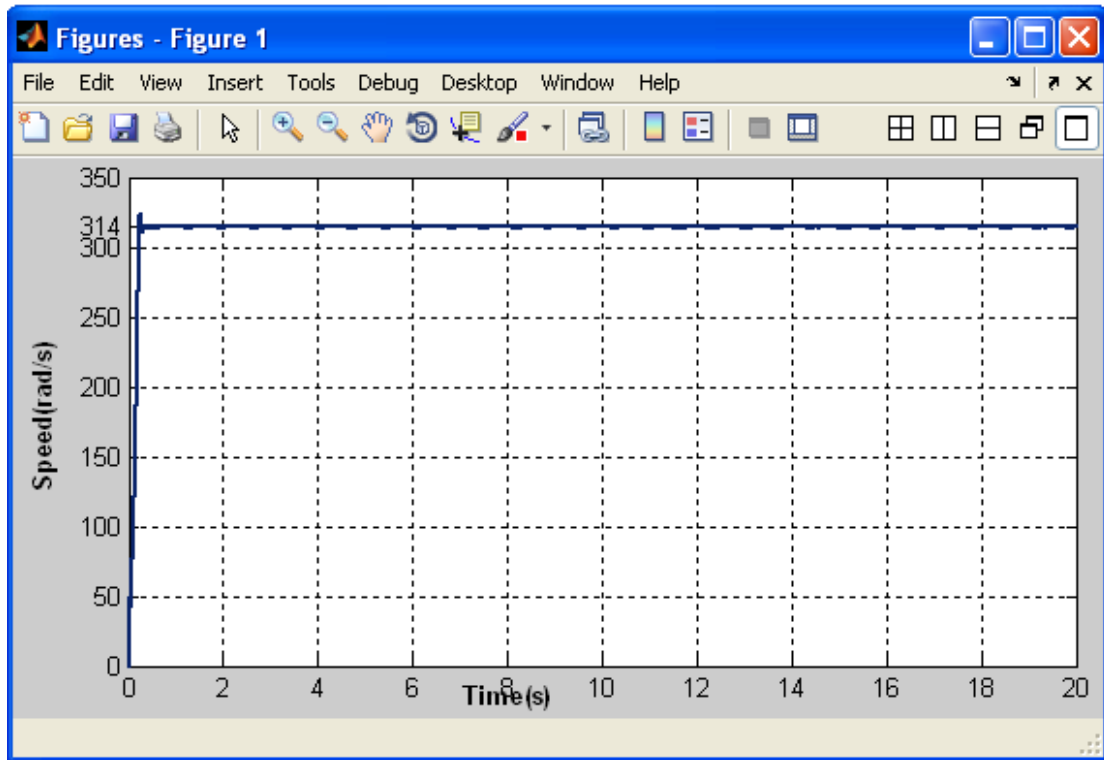 Figures - Figure 1
File Edit View Insert Tools Debug Desktop Window Help
350
314
300
250
200
150
100
50
0
Speed(rad/s)
0 2 4 6 8 10 12 14 16 18 20
Time(s)